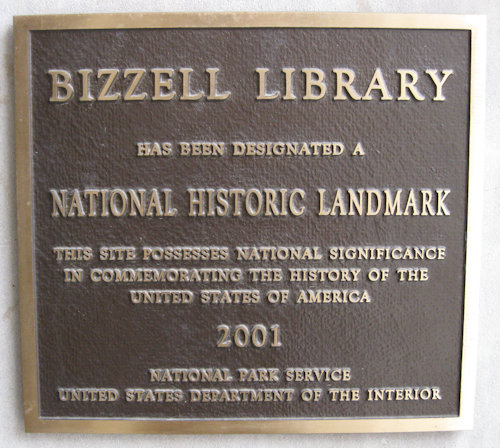 BIZZELL LIBRARY
HAS BEEN DESIGNATED A
NATIONAL HISTORIC LANDMARK
THIS SITE POSSESSES NATIONAL SIGNIFICANCE
IN COMMEMORATING THE HISTORY OF THE
UNITED STATES OF AMERICA
2001
NATIONAL PARK SERVICE
UNITED STATES DEPARTMENT OF THE INTERIOR